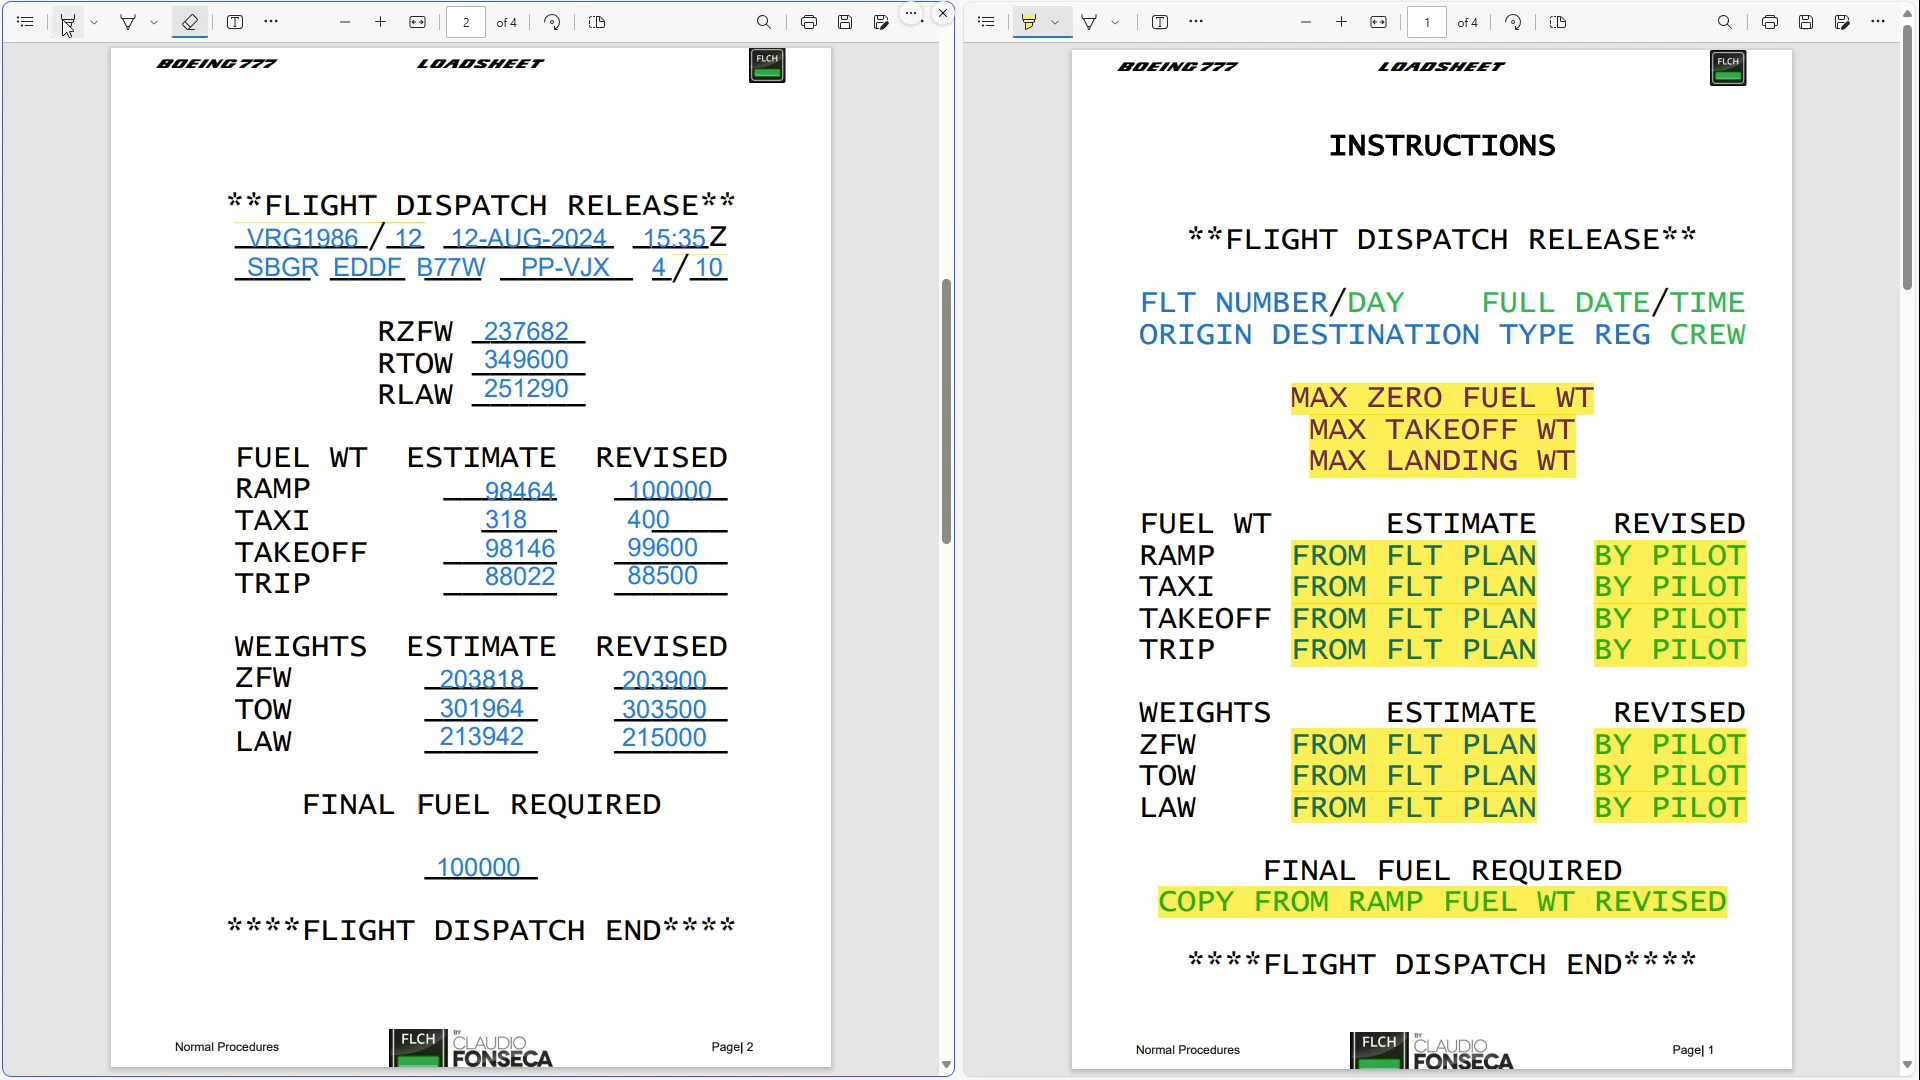 2 of 4
1 of 4
BOEING 777 LOADSHEET FLCH
**FLIGHT DISPATCH RELEASE**
VRG1986/12 12-AUG-2024 15:35Z
SBGR EDDF B77W PP-VJX 4/10
RZFW 237682
RTOW 349600
RLAW 251290
FUEL WT ESTIMATE REVISED
RAMP 98464 100000
TAXI 318 400
TAKEOFF 98146 99600
TRIP 88022 88500
WEIGHTS ESTIMATE REVISED
ZFW 203818 203900
TOW 301964 303500
LAW 213942 215000
FINAL FUEL REQUIRED
100000
****FLIGHT DISPATCH END****
Normal Procedures FLCH BY CLAUDIO FONSECA Page| 2
BOEING 777 LOADSHEET FLCH
INSTRUCTIONS
**FLIGHT DISPATCH RELEASE**
FLT NUMBER/DAY FULL DATE/TIME
ORIGIN DESTINATION TYPE REG CREW
MAX ZERO FUEL WT
MAX TAKEOFF WT
MAX LANDING WT
FUEL WT ESTIMATE REVISED
RAMP FROM FLT PLAN BY PILOT
TAXI FROM FLT PLAN BY PILOT
TAKEOFF FROM FLT PLAN BY PILOT
TRIP FROM FLT PLAN BY PILOT
WEIGHTS ESTIMATE REVISED
ZFW FROM FLT PLAN BY PILOT
TOW FROM FLT PLAN BY PILOT
LAW FROM FLT PLAN BY PILOT
FINAL FUEL REQUIRED
COPY FROM RAMP FUEL WT REVISED
****FLIGHT DISPATCH END****
Normal Procedures FLCH BY CLAUDIO FONSECA Page| 1